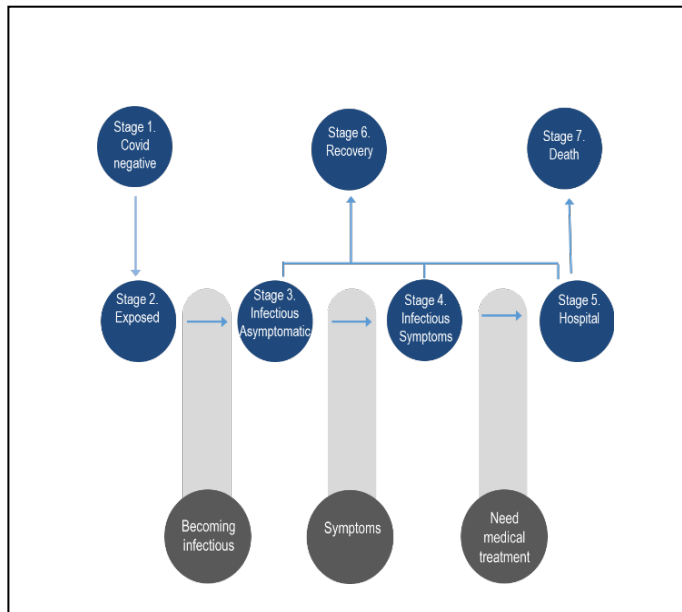 Stage 1.
Covid
negative
Stage 6.
Recovery
Stage 7.
Death
Stage 2.
Exposed
Stage 3.
Infectious
Asymptomatic
Stage 4.
Infectious
Symptoms
Stage 5.
Hospital
Becoming
infectious
Symptoms
Need
medical
treatment